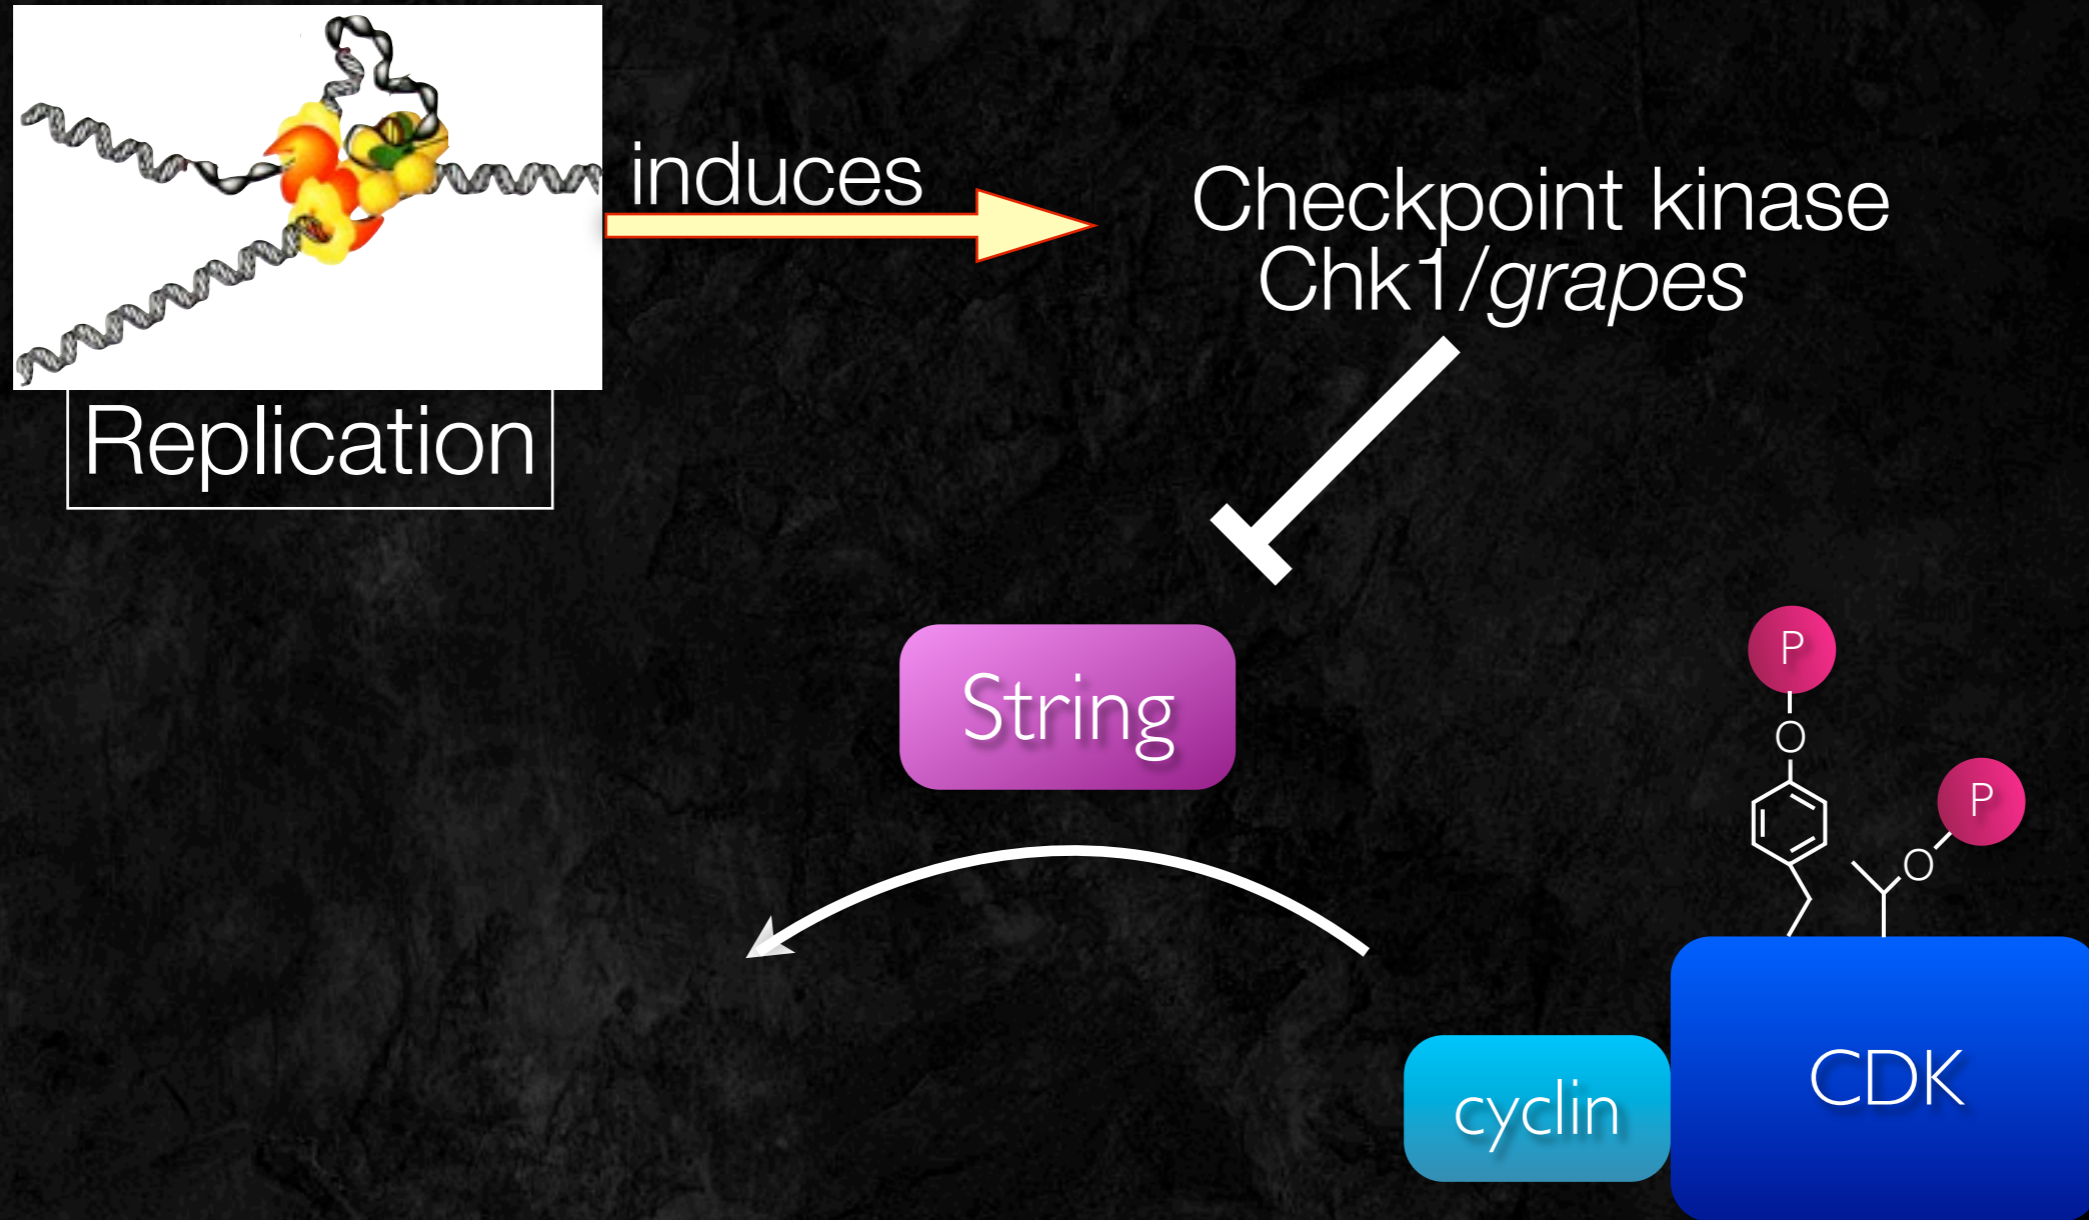 induces
Checkpoint kinase
Chk1/grapes
Replication
String
P
O
P
O
CDK
cyclin